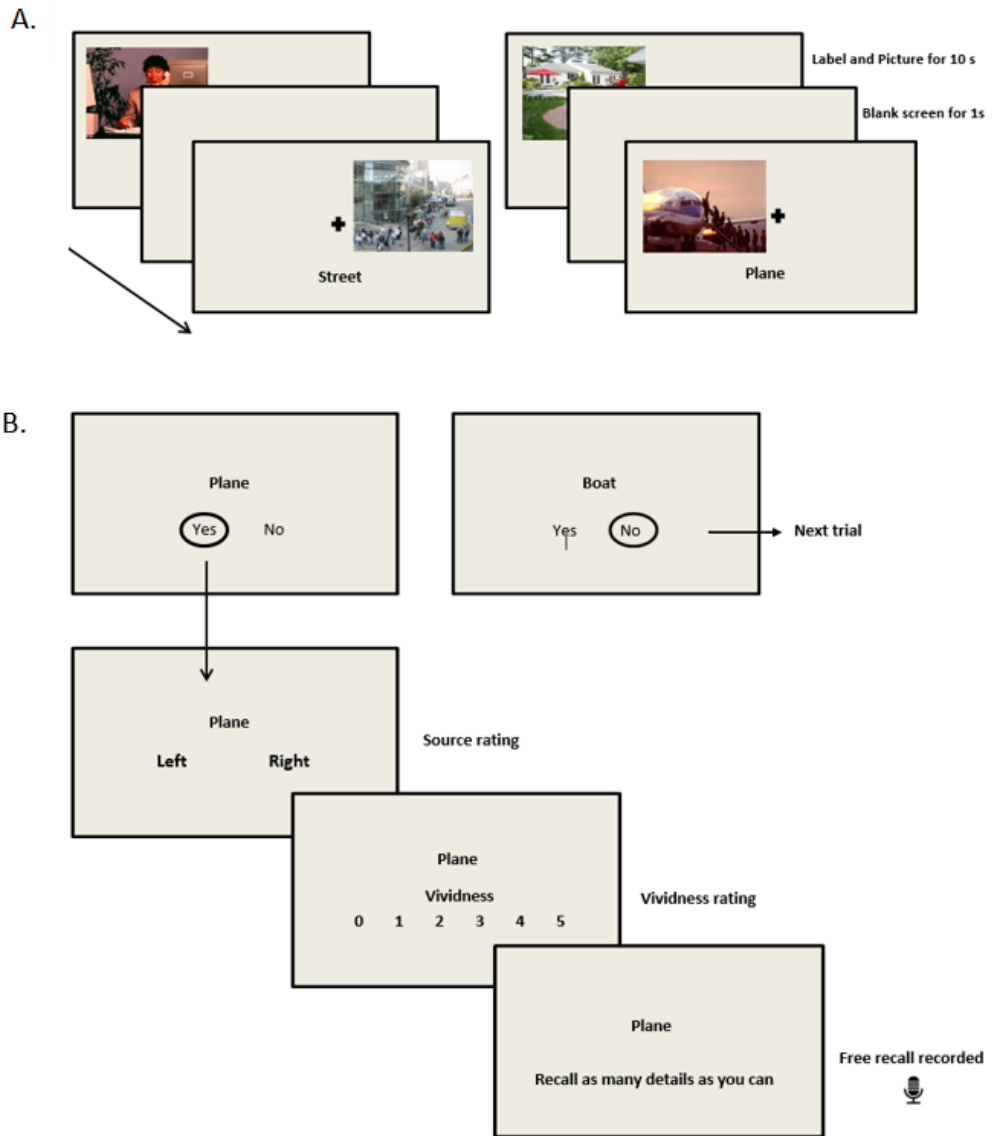 A.
Label and Picture for 10 s
Blank screen for 1s
Street
Plane
B.
Plane
Yes No
Boat
Yes No
Next trial
Plane
Left Right
Source rating
Plane
Vividness
0 1 2 3 4 5
Vividness rating
Plane
Recall as many details as you can
Free recall recorded